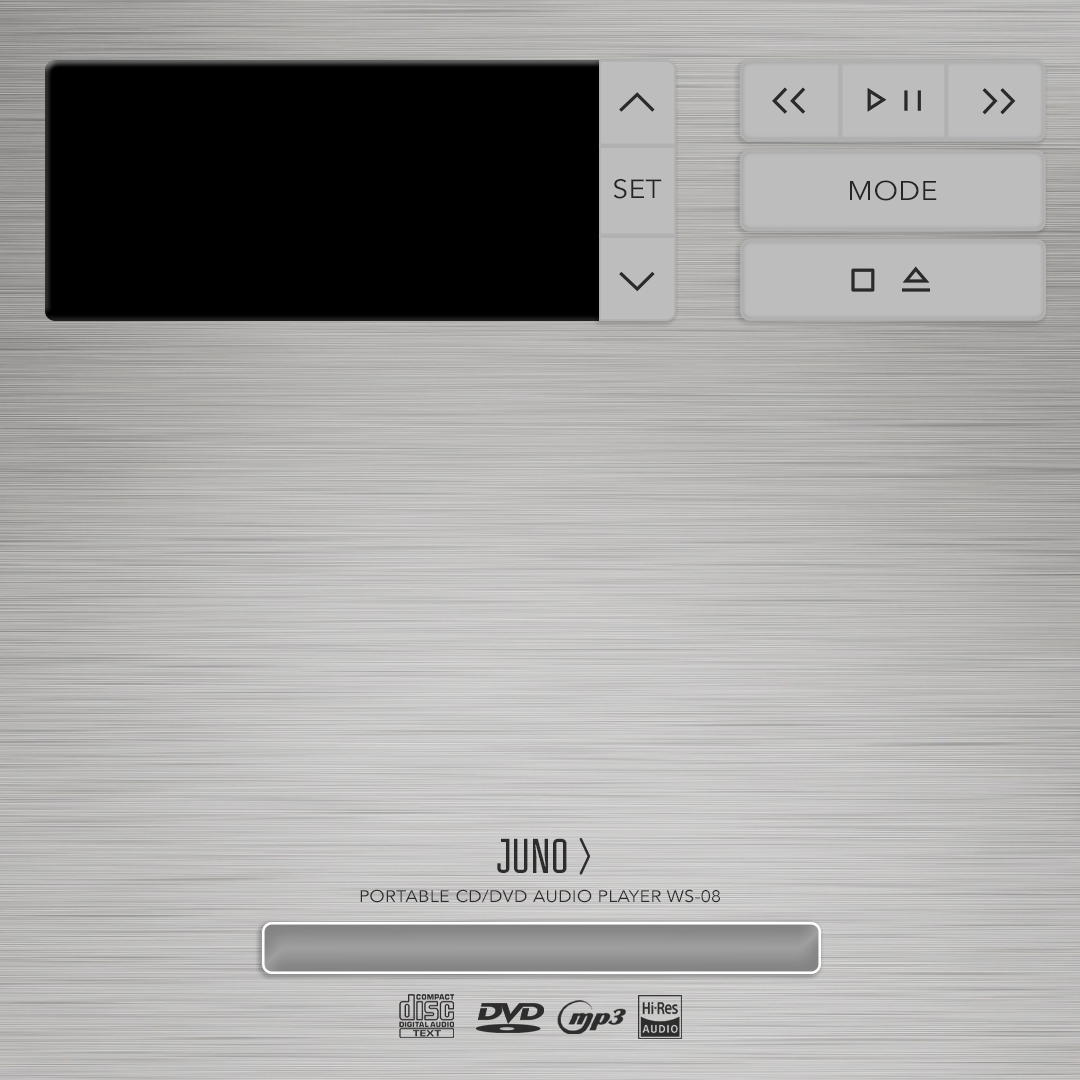 SET
MODE
JUNO
PORTABLE CD/DVD AUDIO PLAYER WS-08
COMPACT
disc
DIGITAL AUDIO
TEXT
DVD
mp3
Hi-Res
AUDIO